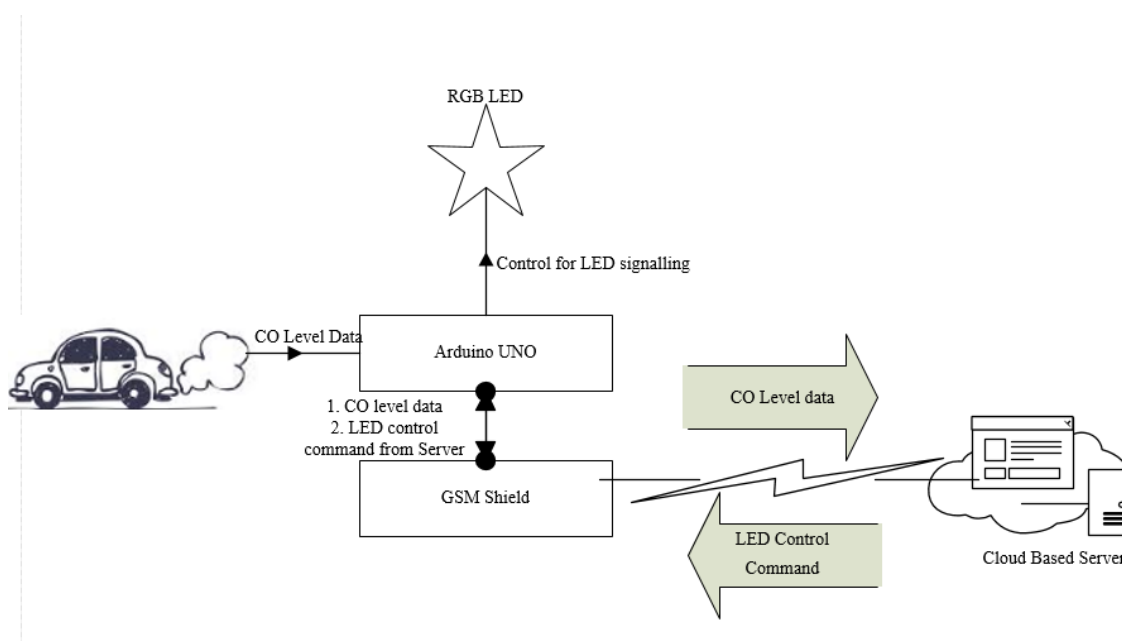 RGB LED
Control for LED signalling
CO Level Data
Arduino UNO
1. CO level data
2. LED control
command from Server
GSM Shield
CO Level data
LED Control
Command
Cloud Based Server